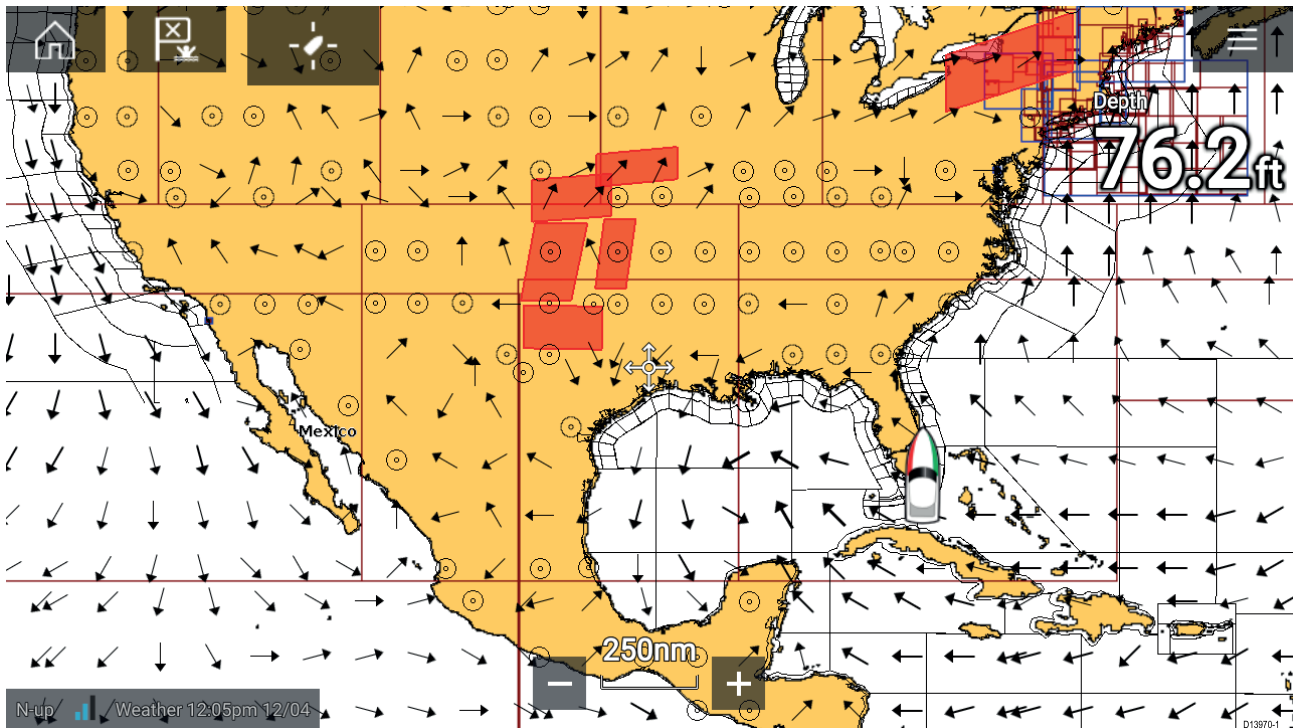 Depth
76.2ft
Mexico
250nm
N-up
Weather 12:05pm 12/04
D13970-1